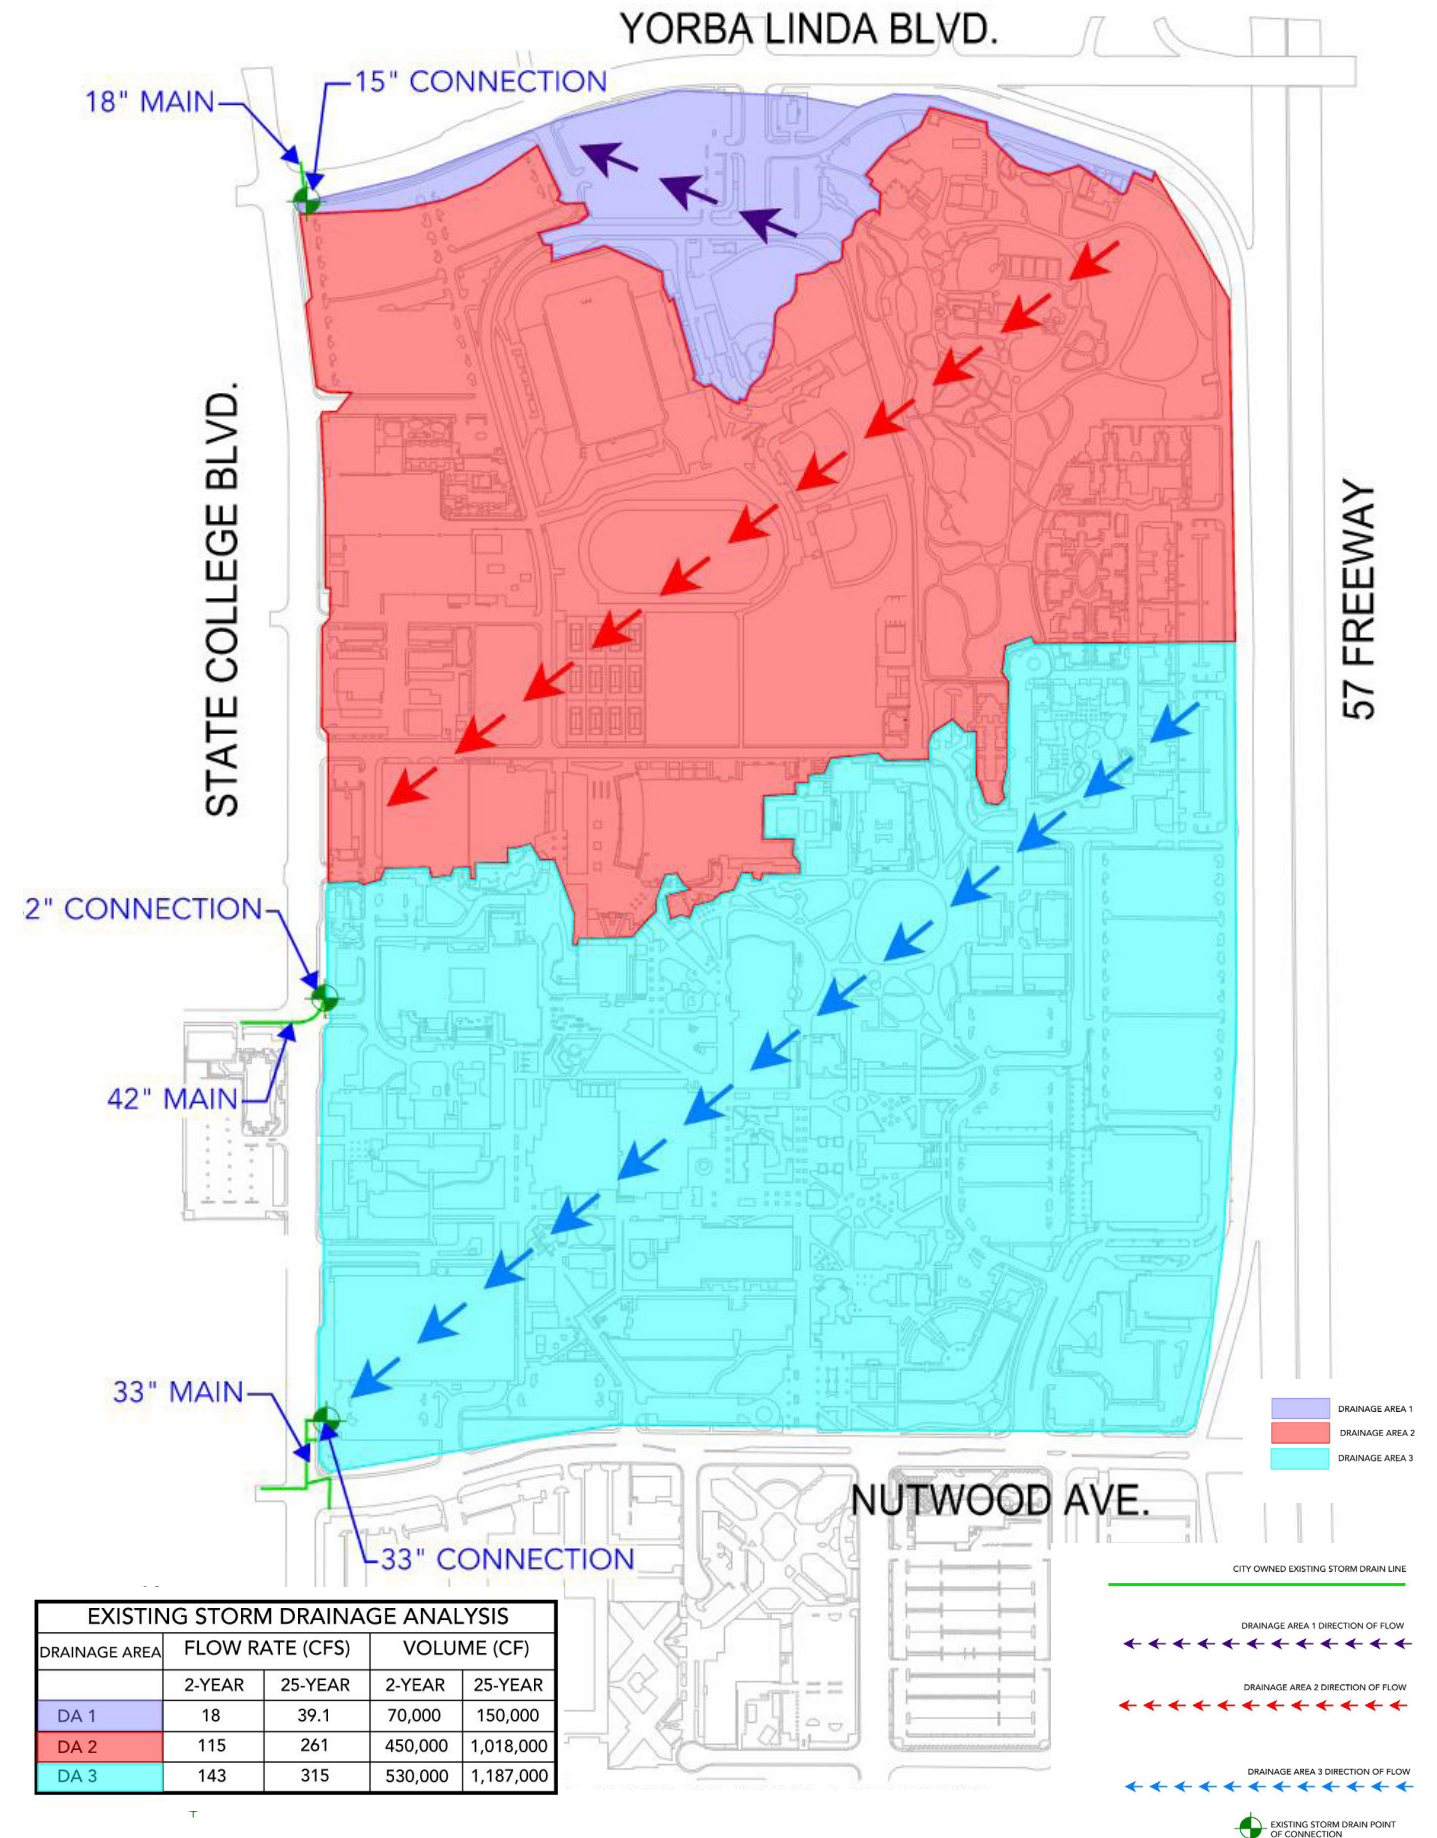 YORBA LINDA BLVD.
15" CONNECTION
18" MAIN
STATE COLLEGE BLVD.
57 FREEWAY
2" CONNECTION
42" MAIN
33" MAIN
33" CONNECTION
NUTWOOD AVE.
DRAINAGE AREA 1
DRAINAGE AREA 2
DRAINAGE AREA 3
CITY OWNED EXISTING STORM DRAIN LINE
DRAINAGE AREA 1 DIRECTION OF FLOW
DRAINAGE AREA 2 DIRECTION OF FLOW
DRAINAGE AREA 3 DIRECTION OF FLOW
EXISTING STORM DRAIN POINT
OF CONNECTION
EXISTING STORM DRAINAGE ANALYSIS
DRAINAGE AREA FLOW RATE (CFS) VOLUME (CF)
2-YEAR 25-YEAR 2-YEAR 25-YEAR
DA 1 18 39.1 70,000 150,000
DA 2 115 261 450,000 1,018,000
DA 3 143 315 530,000 1,187,000